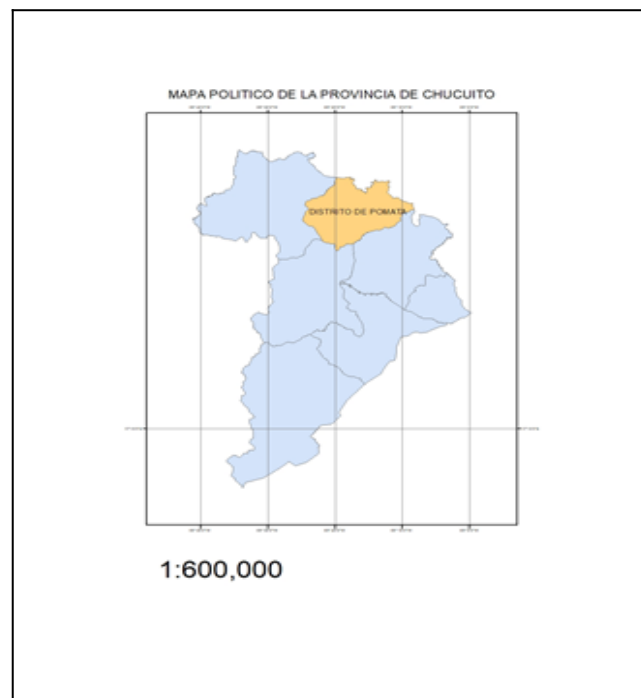 MAPA POLITICO DE LA PROVINCIA DE CHUCUITO
DISTRITO DE POMATA
1:600,000